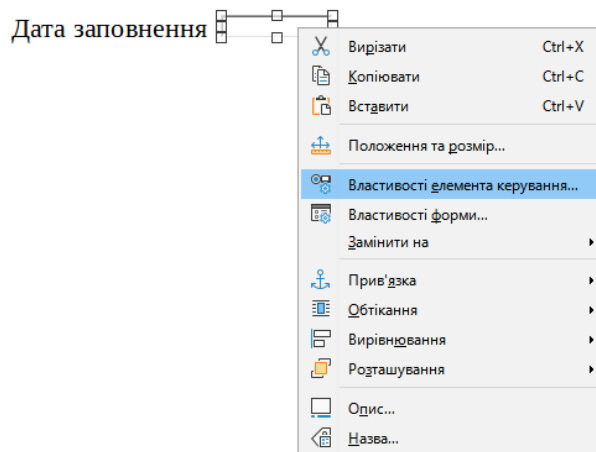 Дата заповнення
Вирізати Ctrl+X
Копіювати Ctrl+C
Вставити Ctrl+V
Положення та розмір...
Властивості елемента керування...
Властивості форми...
Замінити на
Прив'язка
Обтікання
Вирівнювання
Розташування
Опис...
Назва...